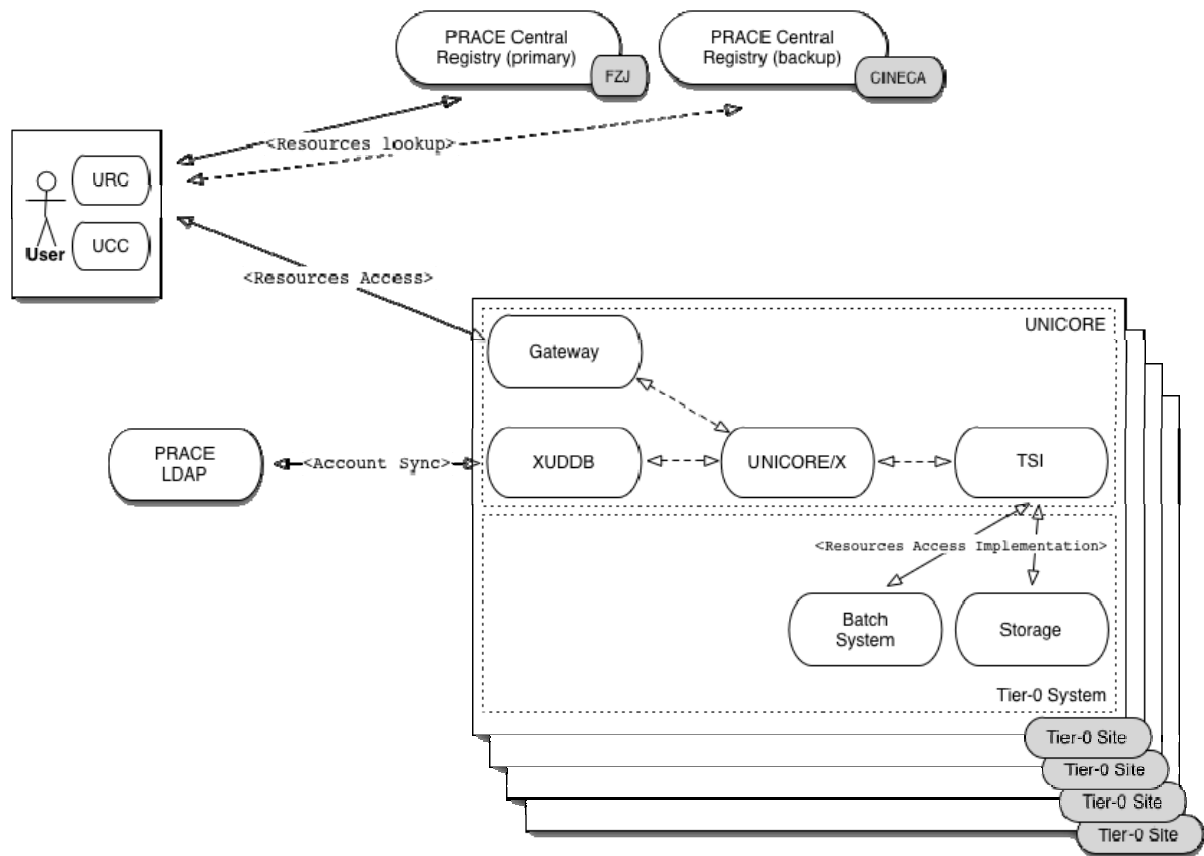 PRACE Central
Registry (primary)
FZJ
PRACE Central
Registry (backup)
CINECA
<Resources lookup>
URC
UCC
User
<Resources Access>
UNICORE
Gateway
PRACE
LDAP
<Account Sync>
XUDDB
UNICORE/X
TSI
<Resources Access Implementation>
Batch
System
Storage
Tier-0 System
Tier-0 Site
Tier-0 Site
Tier-0 Site
Tier-0 Site